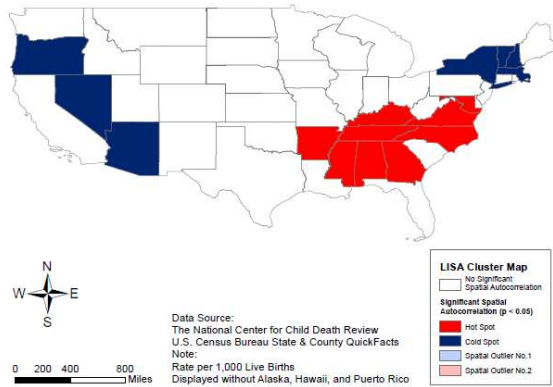 N
W E
S
0 200 400 800
Miles
Data Source:
The National Center for Child Death Review
U.S. Census Bureau State & County QuickFacts
Note:
Rate per 1,000 Live Births
Displayed without Alaska, Hawaii, and Puerto Rico
LISA Cluster Map
No Significant
Spatial Autocorrelation
Significant Spatial
Autocorrelation (p < 0.05)
Hot Spot
Cold Spot
Spatial Outlier No.1
Spatial Outlier No.2